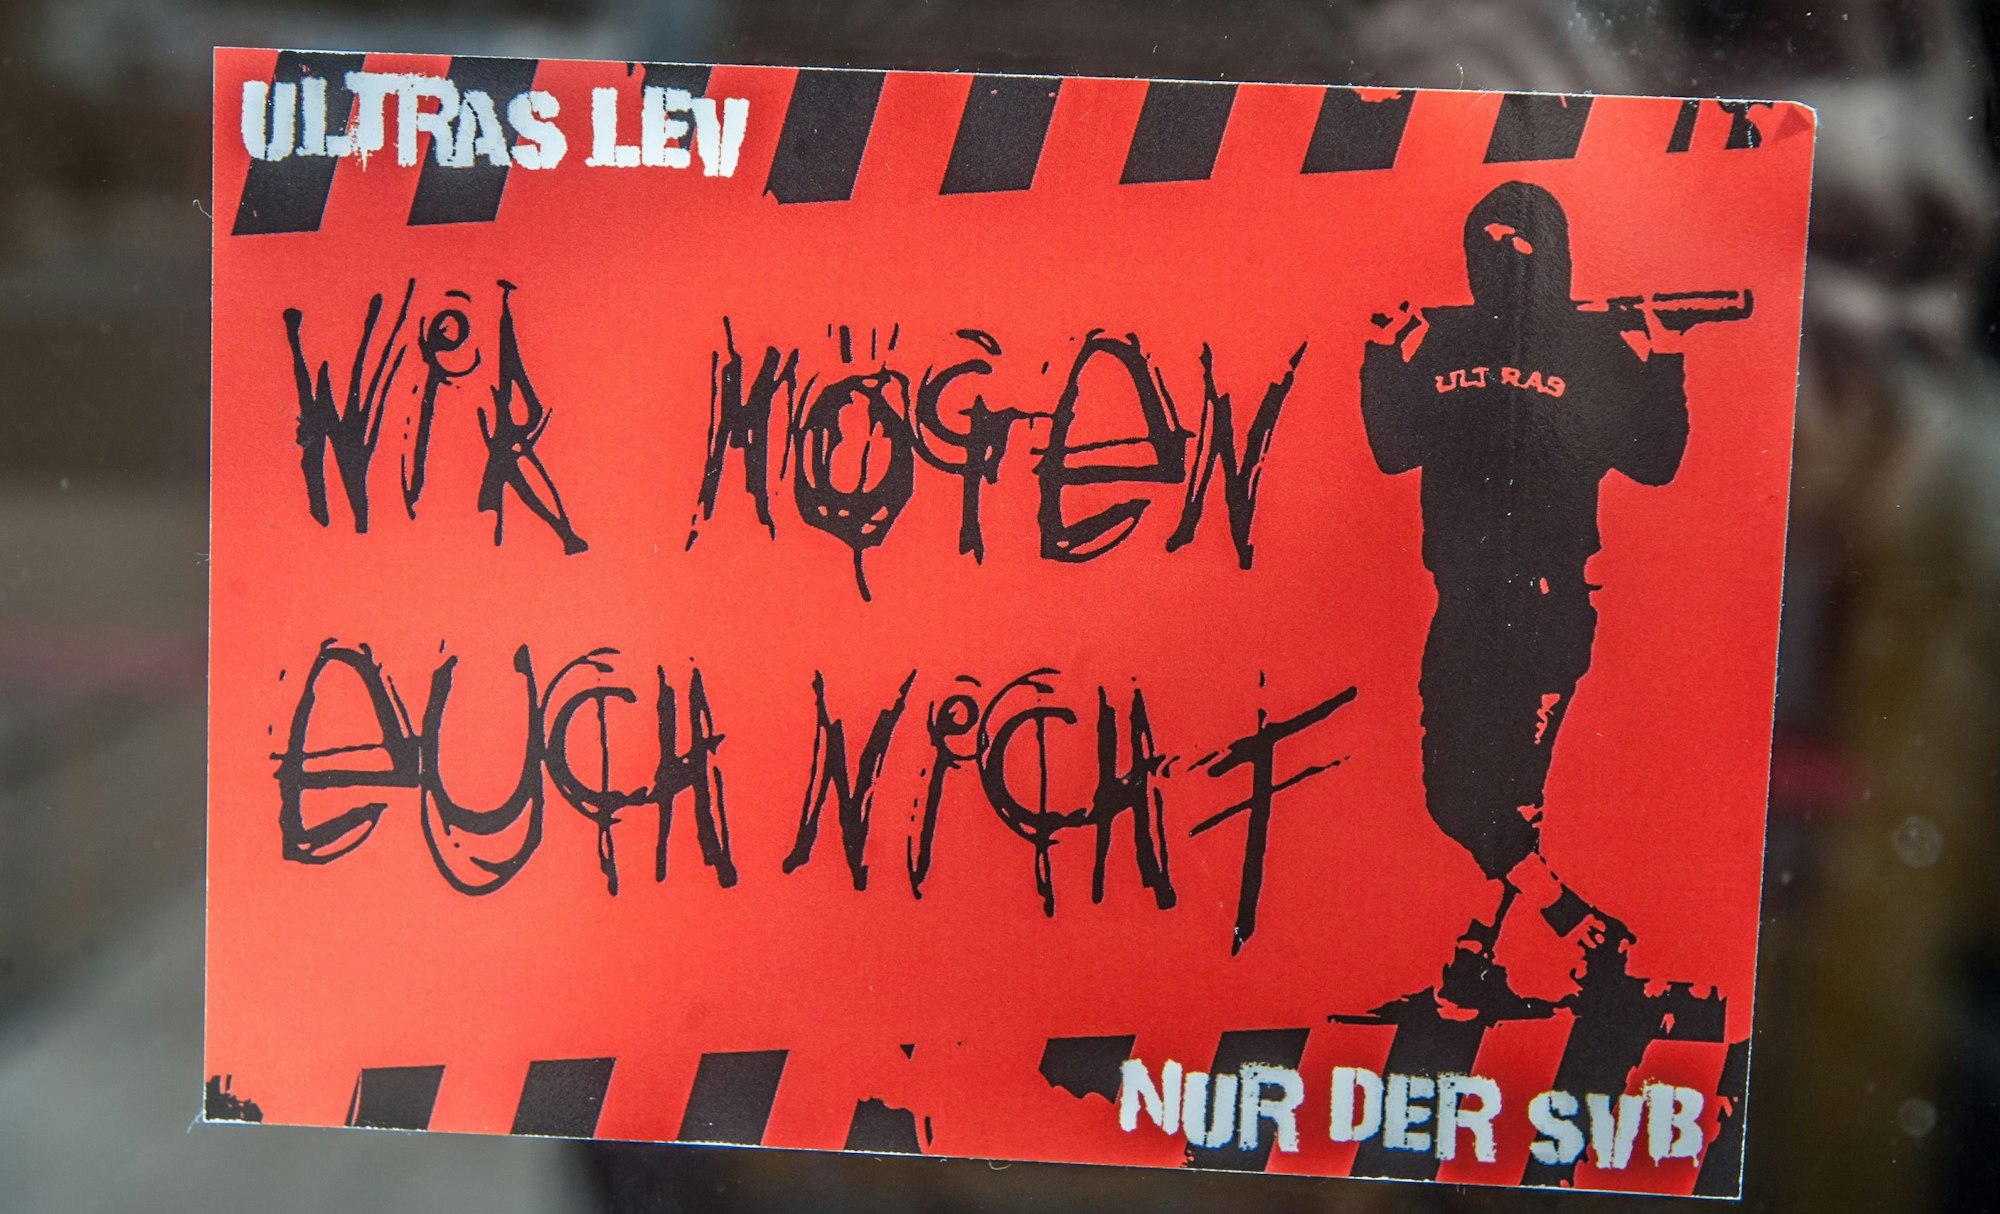 ULTRAS LEV
WIR MÖGEN
ULTRAS
EUCH NICHT
NUR DER SVB